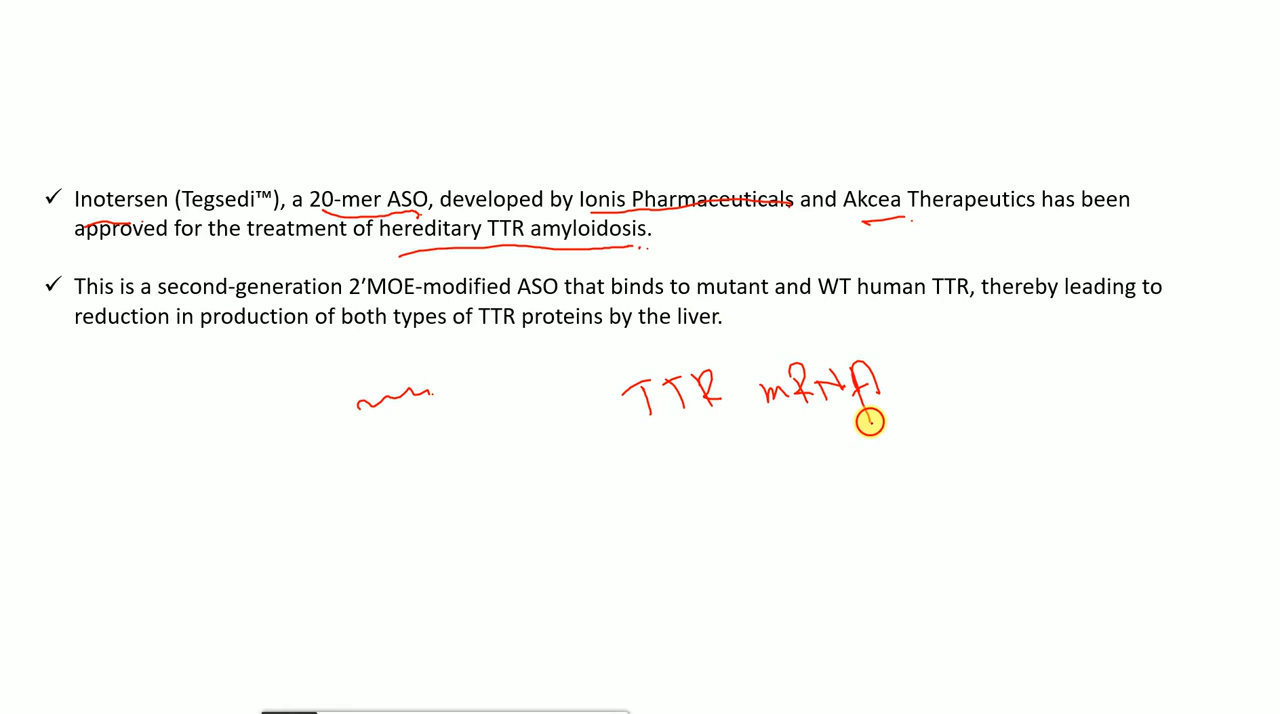 ✓ Inotersen (Tegsedi™), a 20-mer ASO, developed by Ionis Pharmaceuticals and Akcea Therapeutics has been
approved for the treatment of hereditary TTR amyloidosis.
✓ This is a second-generation 2’MOE-modified ASO that binds to mutant and WT human TTR, thereby leading to
reduction in production of both types of TTR proteins by the liver.
TTR mRNA